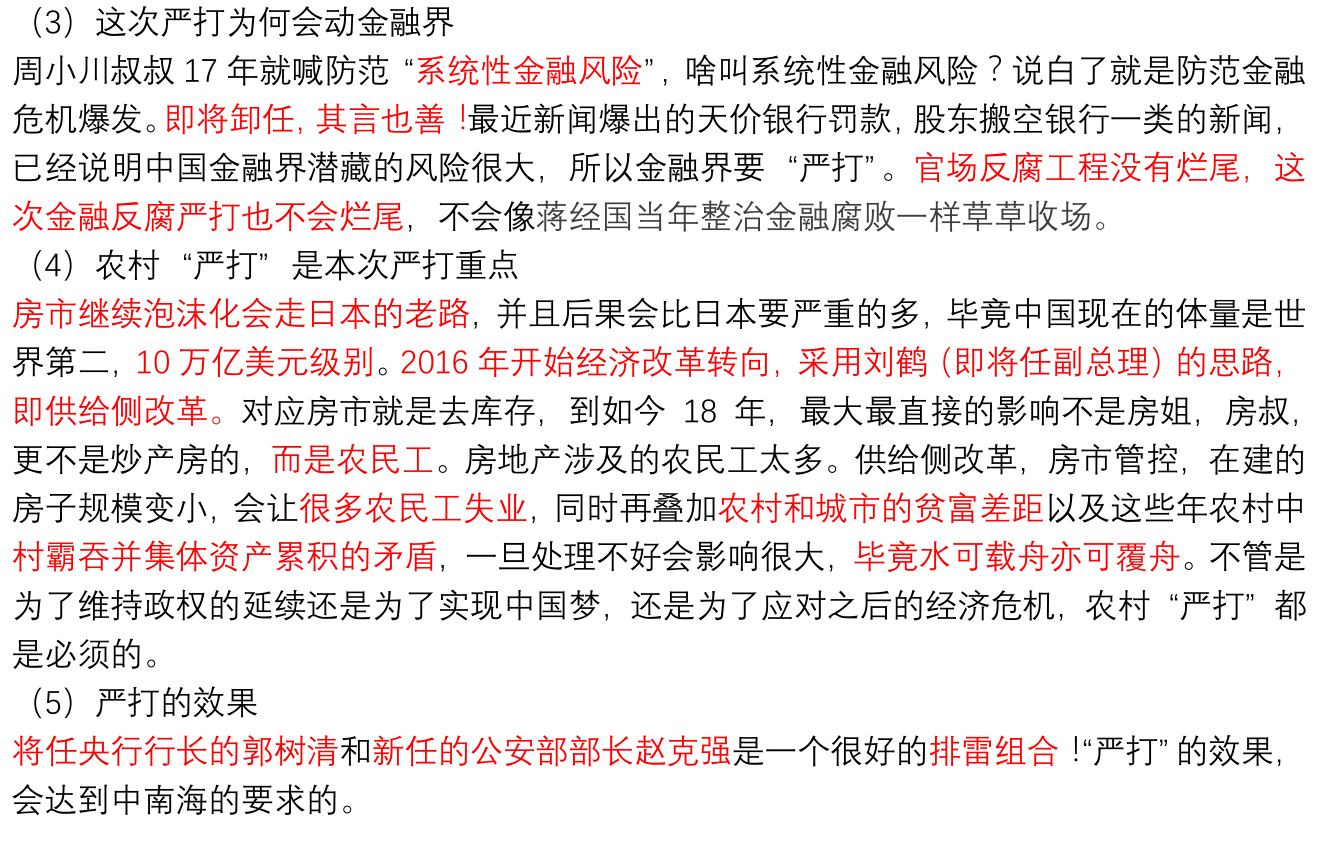 （3）这次严打为何会动金融界
周小川叔叔 17 年就喊防范 “系统性金融风险”，啥叫系统性金融风险？说白了就是防范金融
危机爆发。即将卸任，其言也善！最近新闻爆出的天价银行罚款，股东搬空银行一类的新闻，
已经说明中国金融界潜藏的风险很大，所以金融界要 “严打”。官场反腐工程没有烂尾，这
次金融反腐严打也不会烂尾，不会像蒋经国当年整治金融腐败一样草草收场。
（4）农村 “严打” 是本次严打重点
房市继续泡沫化会走日本的老路，并且后果会比日本要严重的多，毕竟中国现在的体量是世
界第二，10 万亿美元级别。2016 年开始经济改革转向，采用刘鹤（即将任副总理）的思路，
即供给侧改革。对应房市就是去库存，到如今 18 年，最大最直接的影响不是房姐，房叔，
更不是炒产房的，而是农民工。房地产涉及的农民工太多。供给侧改革，房市管控，在建的
房子规模变小，会让很多农民工失业，同时再叠加农村和城市的贫富差距以及这些年农村中
村霸吞并集体资产累积的矛盾，一旦处理不好会影响很大，毕竟水可载舟亦可覆舟。不管是
为了维持政权的延续还是为了实现中国梦，还是为了应对之后的经济危机，农村 “严打” 都
是必须的。
（5）严打的效果
将任央行行长的郭树清和新任的公安部部长赵克强是一个很好的排雷组合！“严打” 的效果，
会达到中南海的要求的。